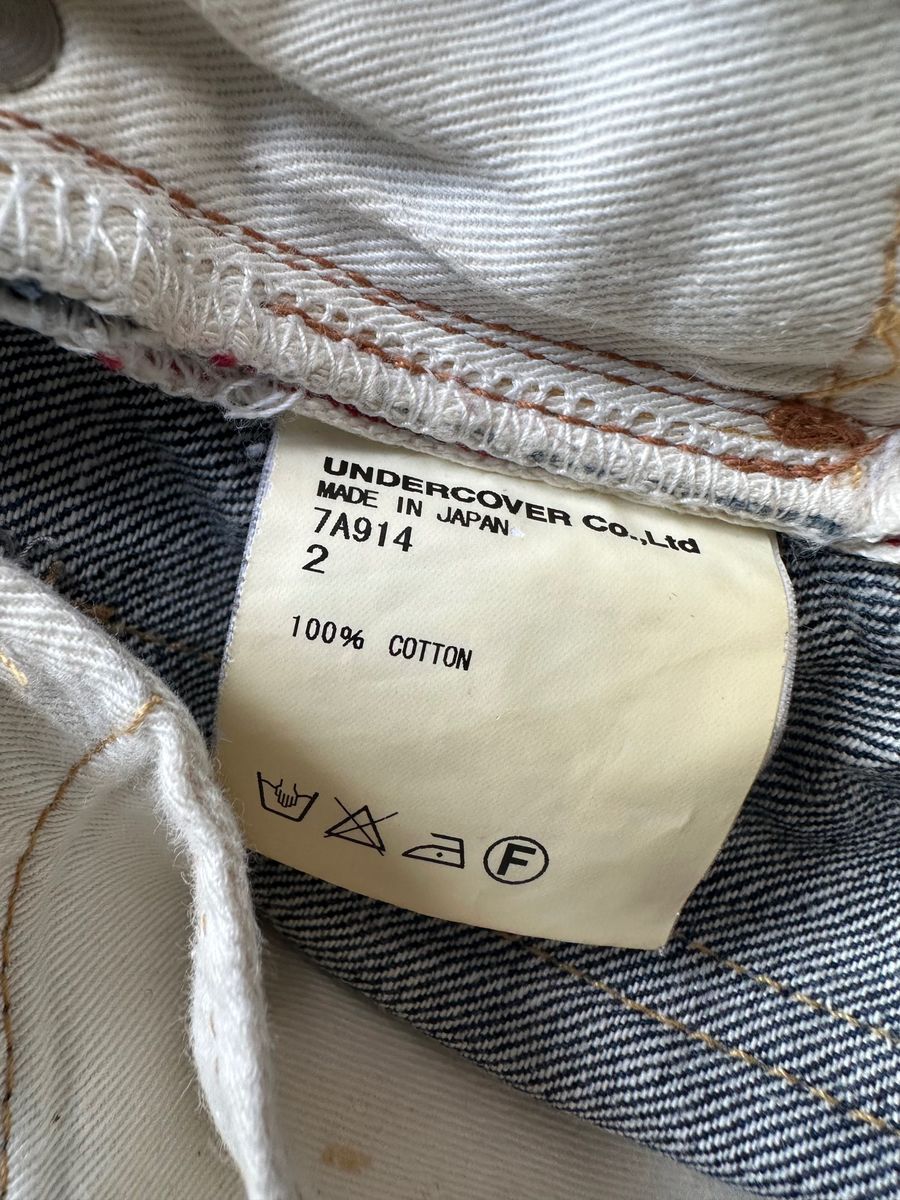 UNDERCOVER Co.,Ltd
MADE IN JAPAN
7A914
2
100% COTTON
F